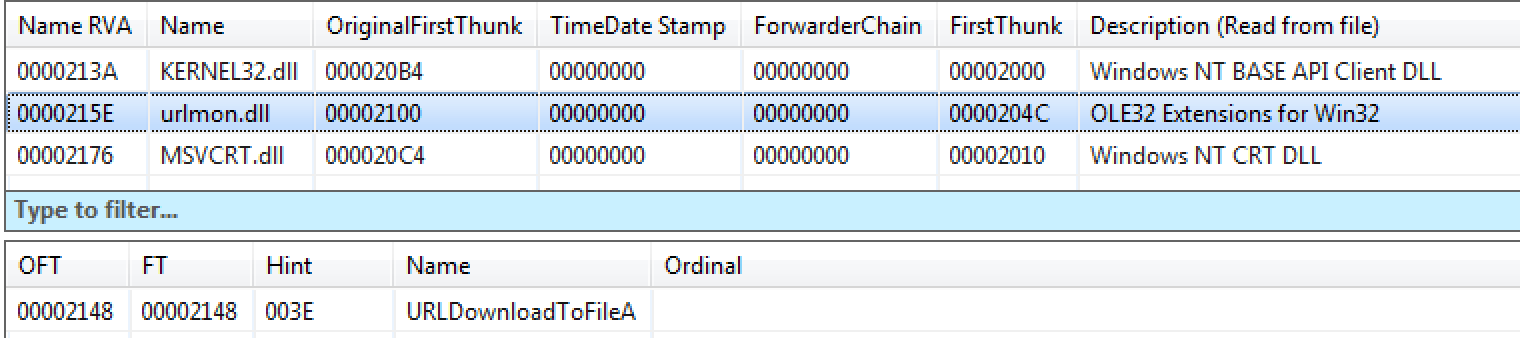 Name RVA Name OriginalFirstThunk TimeDate Stamp ForwarderChain FirstThunk Description (Read from file)
0000213A KERNEL32.dll 000020B4 00000000 00000000 00002000 Windows NT BASE API Client DLL
0000215E urlmon.dll 00002100 00000000 00000000 0000204C OLE32 Extensions for Win32
00002176 MSVCRT.dll 000020C4 00000000 00000000 00002010 Windows NT CRT DLL
Type to filter...
OFT FT Hint Name Ordinal
00002148 00002148 003E URLDownloadToFileA